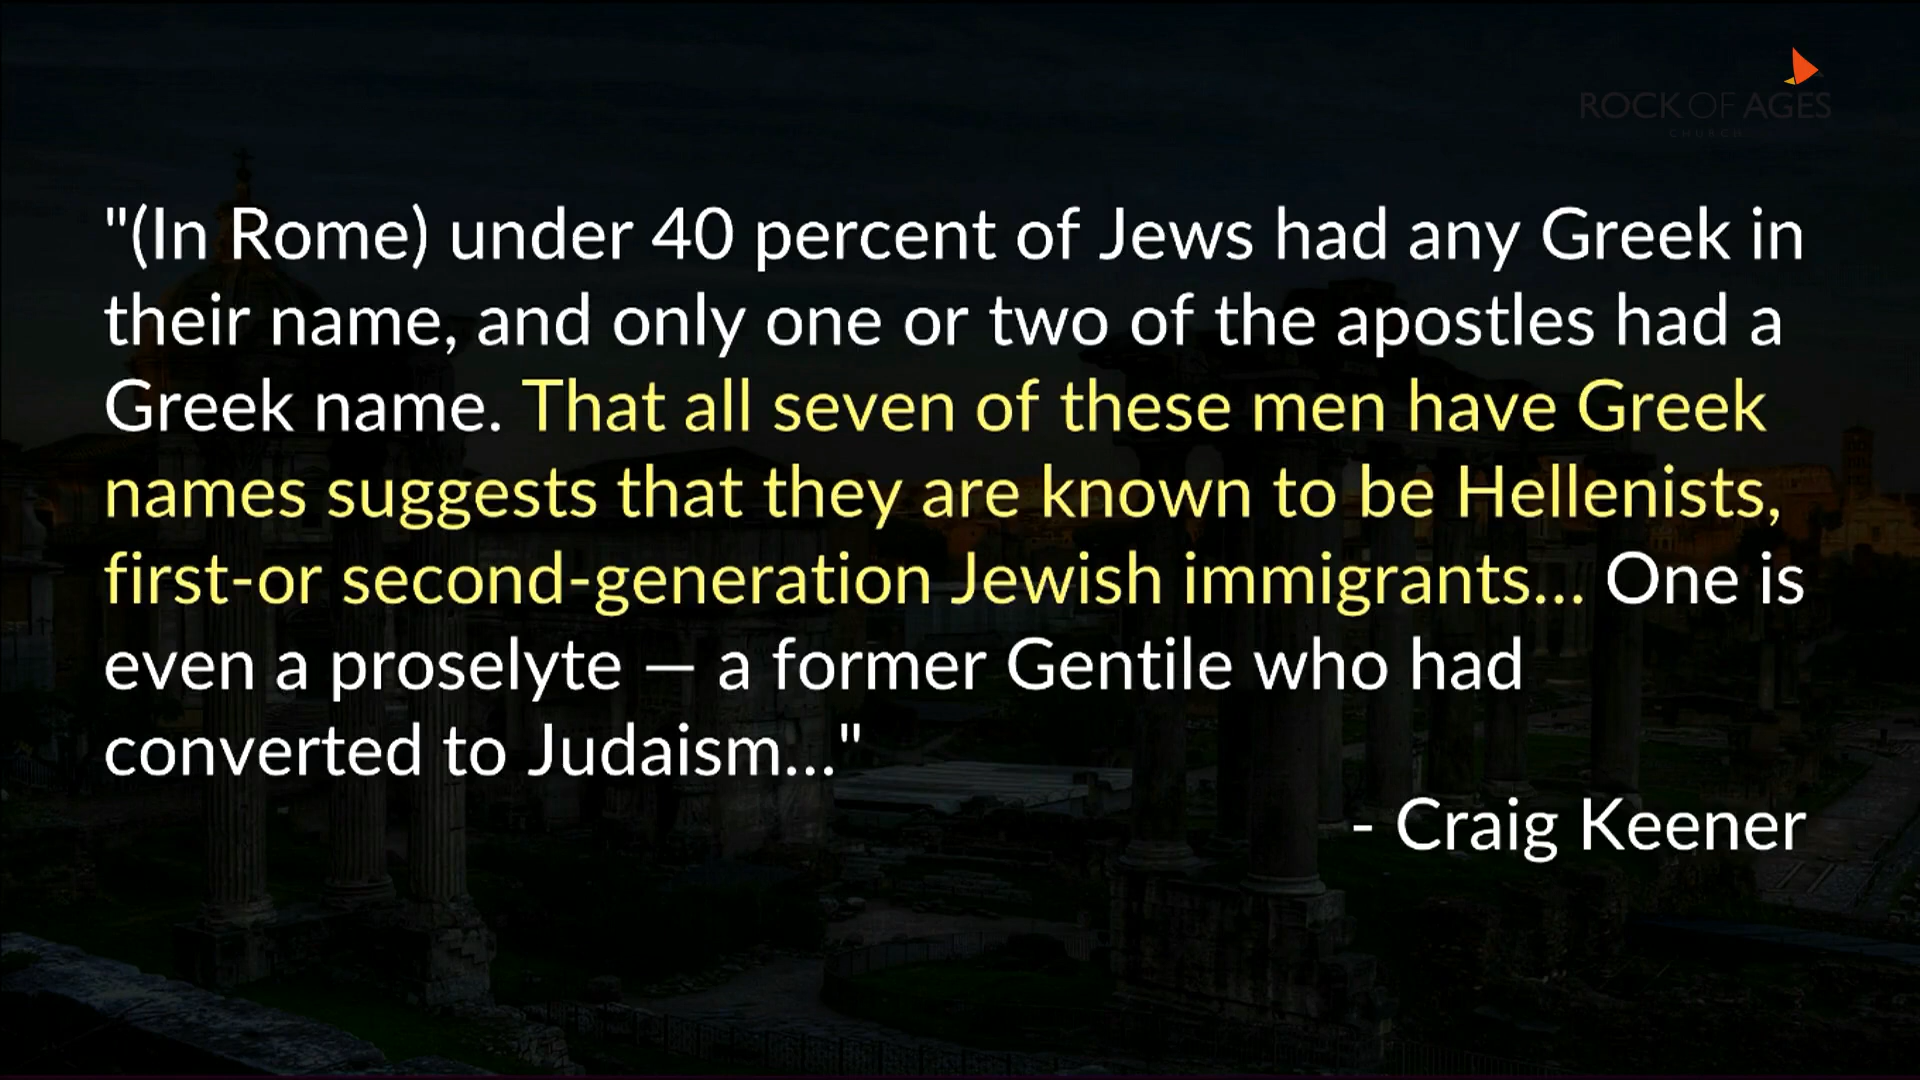 ROCK OF AGES
CHURCH
"(In Rome) under 40 percent of Jews had any Greek in
their name, and only one or two of the apostles had a
Greek name. That all seven of these men have Greek
names suggests that they are known to be Hellenists,
first-or second-generation Jewish immigrants... One is
even a proselyte — a former Gentile who had
converted to Judaism..."
- Craig Keener